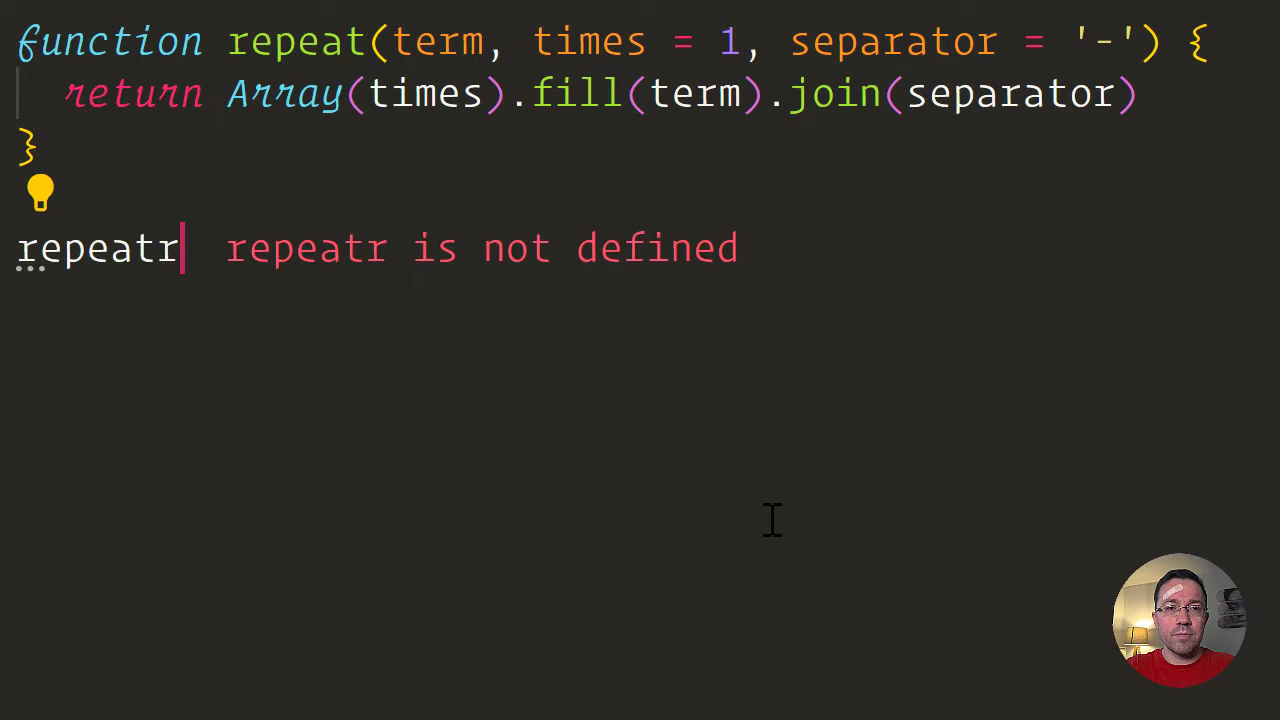 function repeat(term, times = 1, separator = '-') {
  return Array(times).fill(term).join(separator)
}
repeatr repeatr is not defined